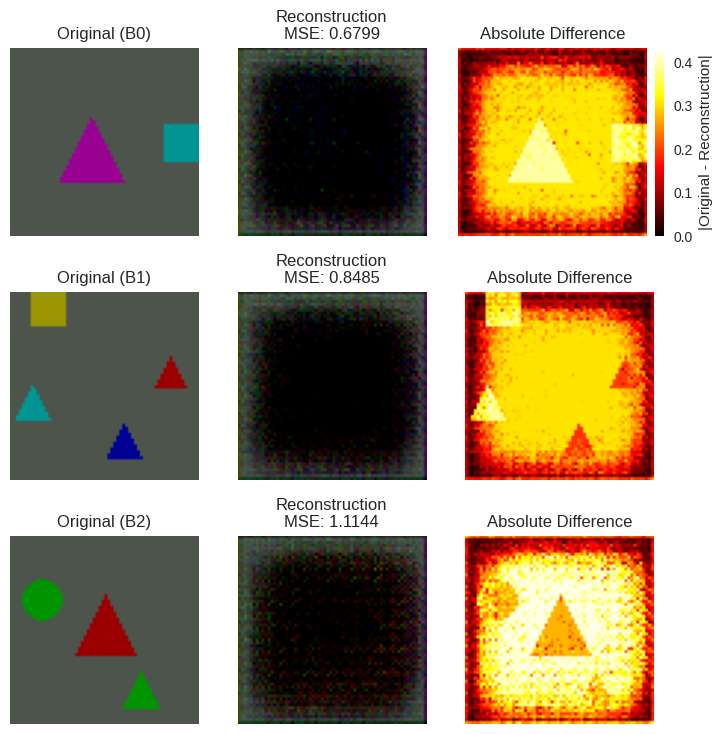 Original (B0)
Reconstruction
MSE: 0.6799
Absolute Difference
0.4
0.3
0.2
0.1
0.0
|Original - Reconstruction|
Original (B1)
Reconstruction
MSE: 0.8485
Absolute Difference
Original (B2)
Reconstruction
MSE: 1.1144
Absolute Difference